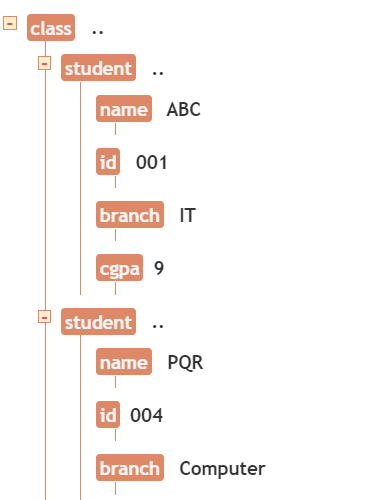 class ..
student ..
name ABC
id 001
branch IT
cgpa 9
student ..
name PQR
id 004
branch Computer